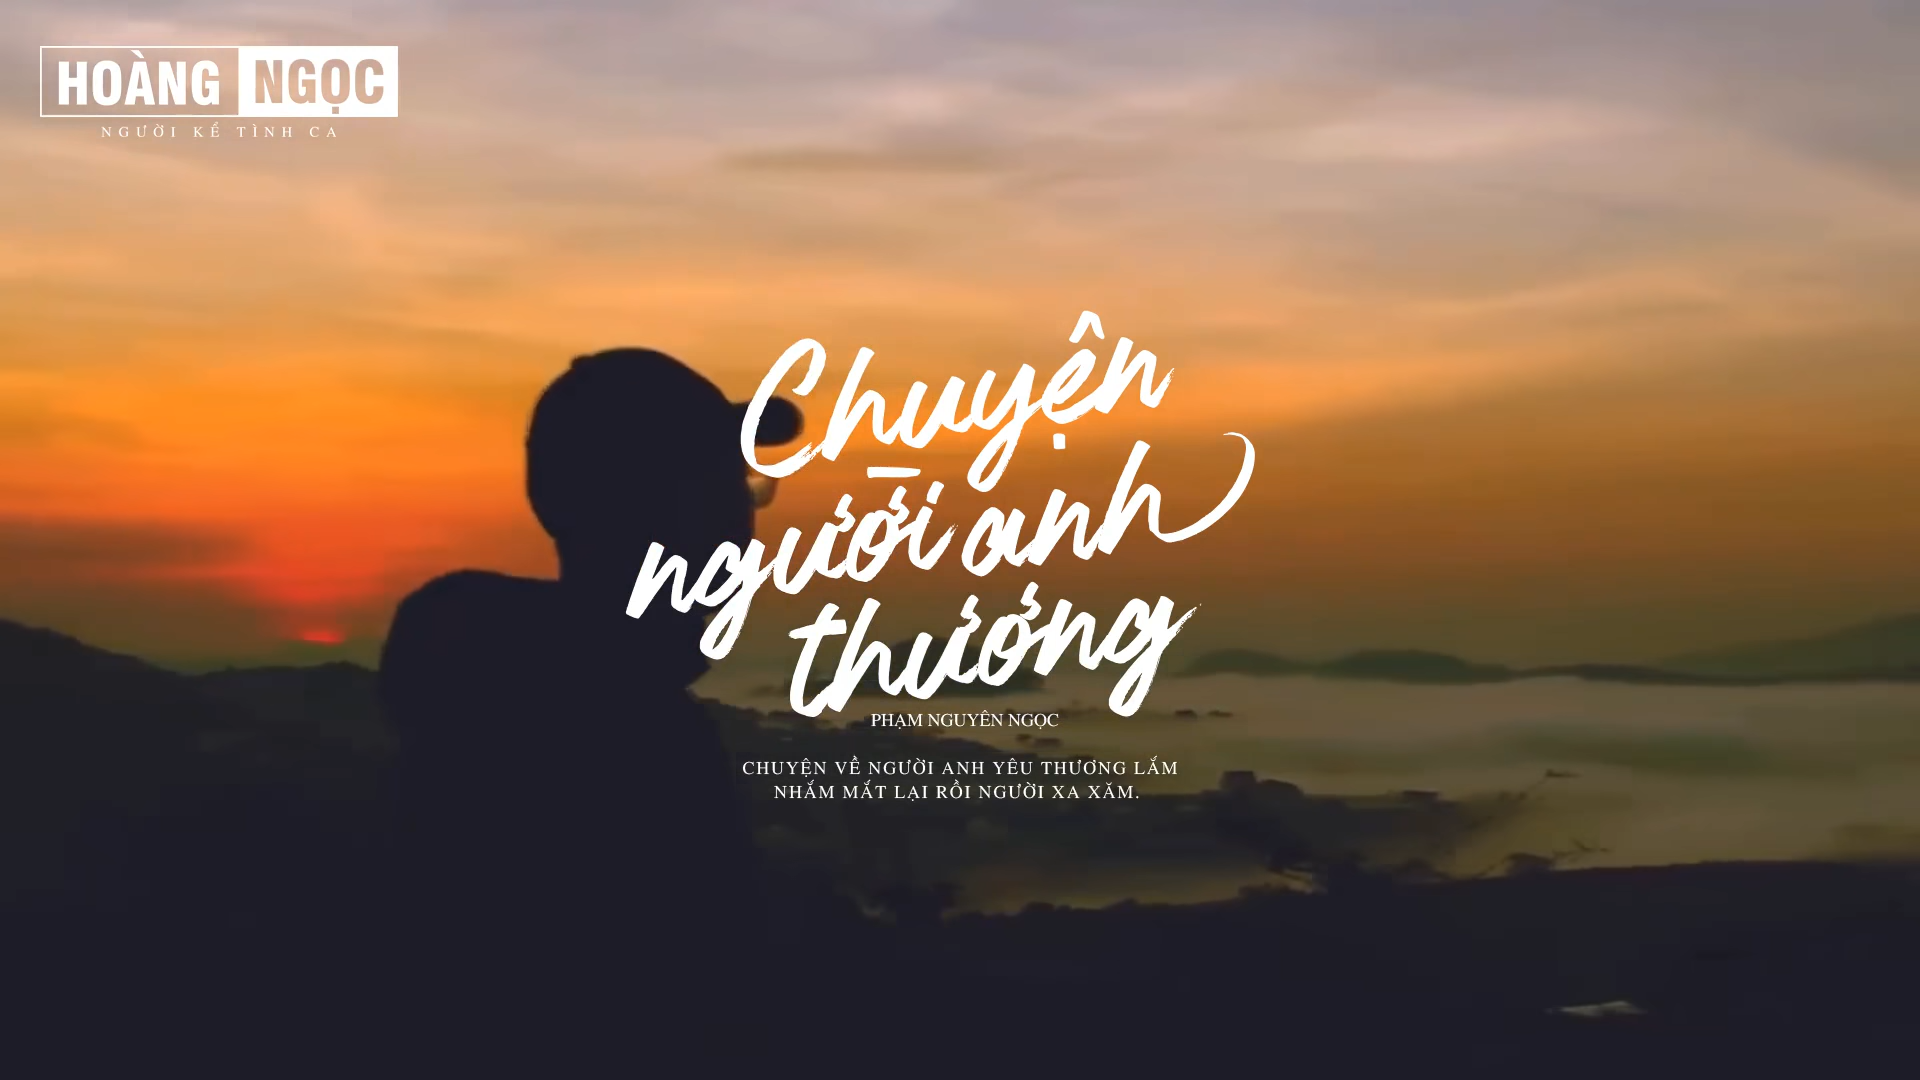 HOÀNG NGỌC
NGƯỜI KỂ TÌNH CA
Chuyện
người anh
thương
PHẠM NGUYÊN NGỌC
CHUYỆN VỀ NGƯỜI ANH YÊU THƯƠNG LẮM
NHẮM MẮT LẠI RỒI NGƯỜI XA XĂM.